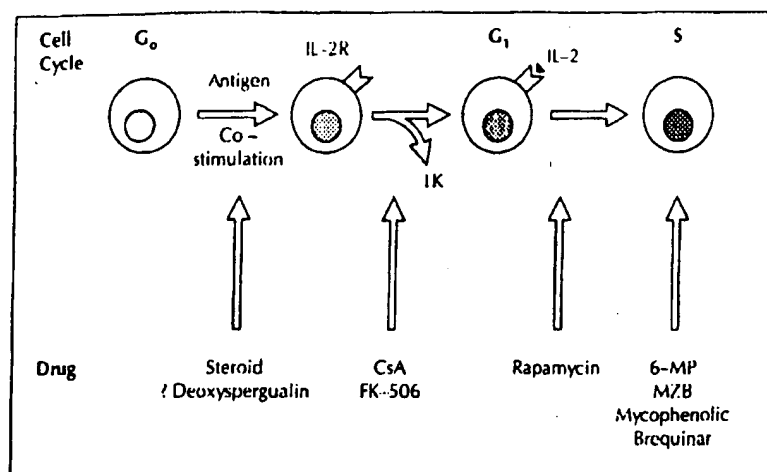 Cell Cycle
G₀
IL-2R
G₁
IL-2
S
Antigen
Co-
stimulation
LK
Drug
Steroid
? Deoxyspergualin
CsA
FK-506
Rapamycin
6-MP
MZB
Mycophenolic
Brequinar